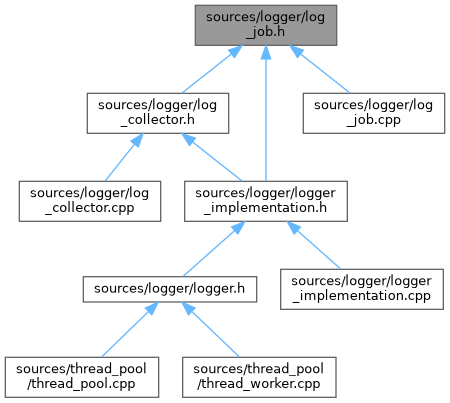 sources/logger/log
_job.h
sources/logger/log
_collector.h
sources/logger/log
_job.cpp
sources/logger/log
_collector.cpp
sources/logger/logger
_implementation.h
sources/logger/logger.h
sources/logger/logger
_implementation.cpp
sources/thread_pool
/thread_pool.cpp
sources/thread_pool
/thread_worker.cpp